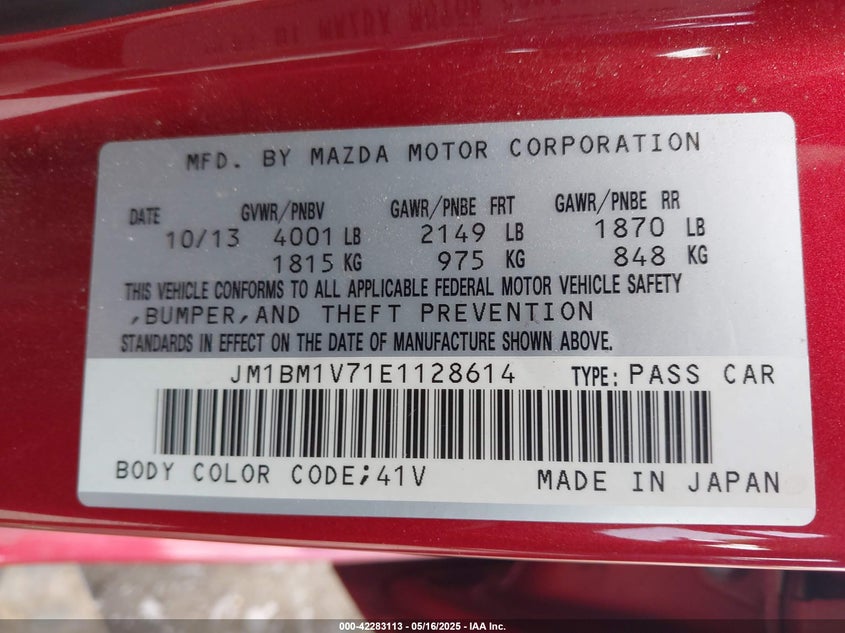 MFD. BY MAZDA MOTOR CORPORATION
DATE GVWR/PNBV GAWR/PNBE FRT GAWR/PNBE RR
10/13 4001 LB 2149 LB 1870 LB
1815 KG 975 KG 848 KG
THIS VEHICLE CONFORMS TO ALL APPLICABLE FEDERAL MOTOR VEHICLE SAFETY
,BUMPER,AND THEFT PREVENTION
STANDARDS IN EFFECT ON THE DATE OF MANUFACTURE SHOWN ABOVE.
JM1BM1V71E1128614 TYPE: PASS CAR
BODY COLOR CODE;41V MADE IN JAPAN
000-42283113 - 05/16/2025 - IAA Inc.